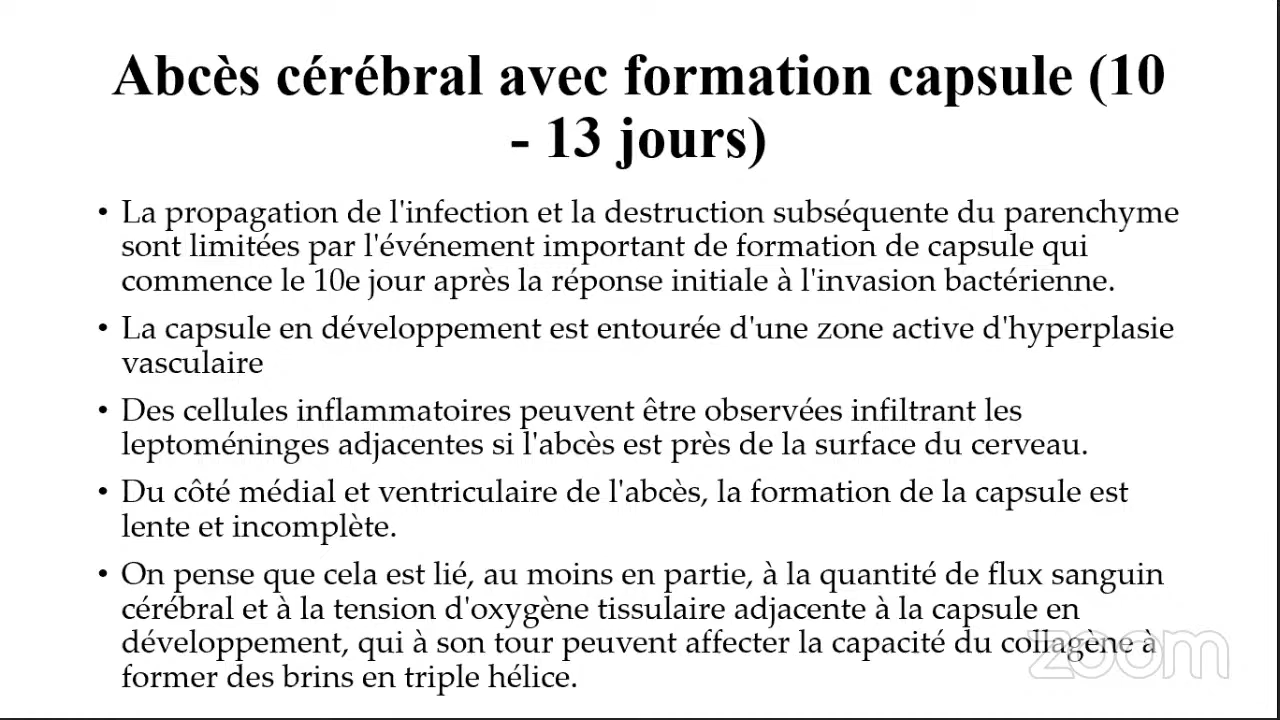 Abcès cérébral avec formation capsule (10
- 13 jours)
• La propagation de l'infection et la destruction subséquente du parenchyme
sont limitées par l'événement important de formation de capsule qui
commence le 10e jour après la réponse initiale à l'invasion bactérienne.
• La capsule en développement est entourée d'une zone active d'hyperplasie
vasculaire
• Des cellules inflammatoires peuvent être observées infiltrant les
leptoméninges adjacentes si l'abcès est près de la surface du cerveau.
• Du côté médial et ventriculaire de l'abcès, la formation de la capsule est
lente et incomplète.
• On pense que cela est lié, au moins en partie, à la quantité de flux sanguin
cérébral et à la tension d'oxygène tissulaire adjacente à la capsule en
développement, qui à son tour peuvent affecter la capacité du collagène à
former des brins en triple hélice.
zoom